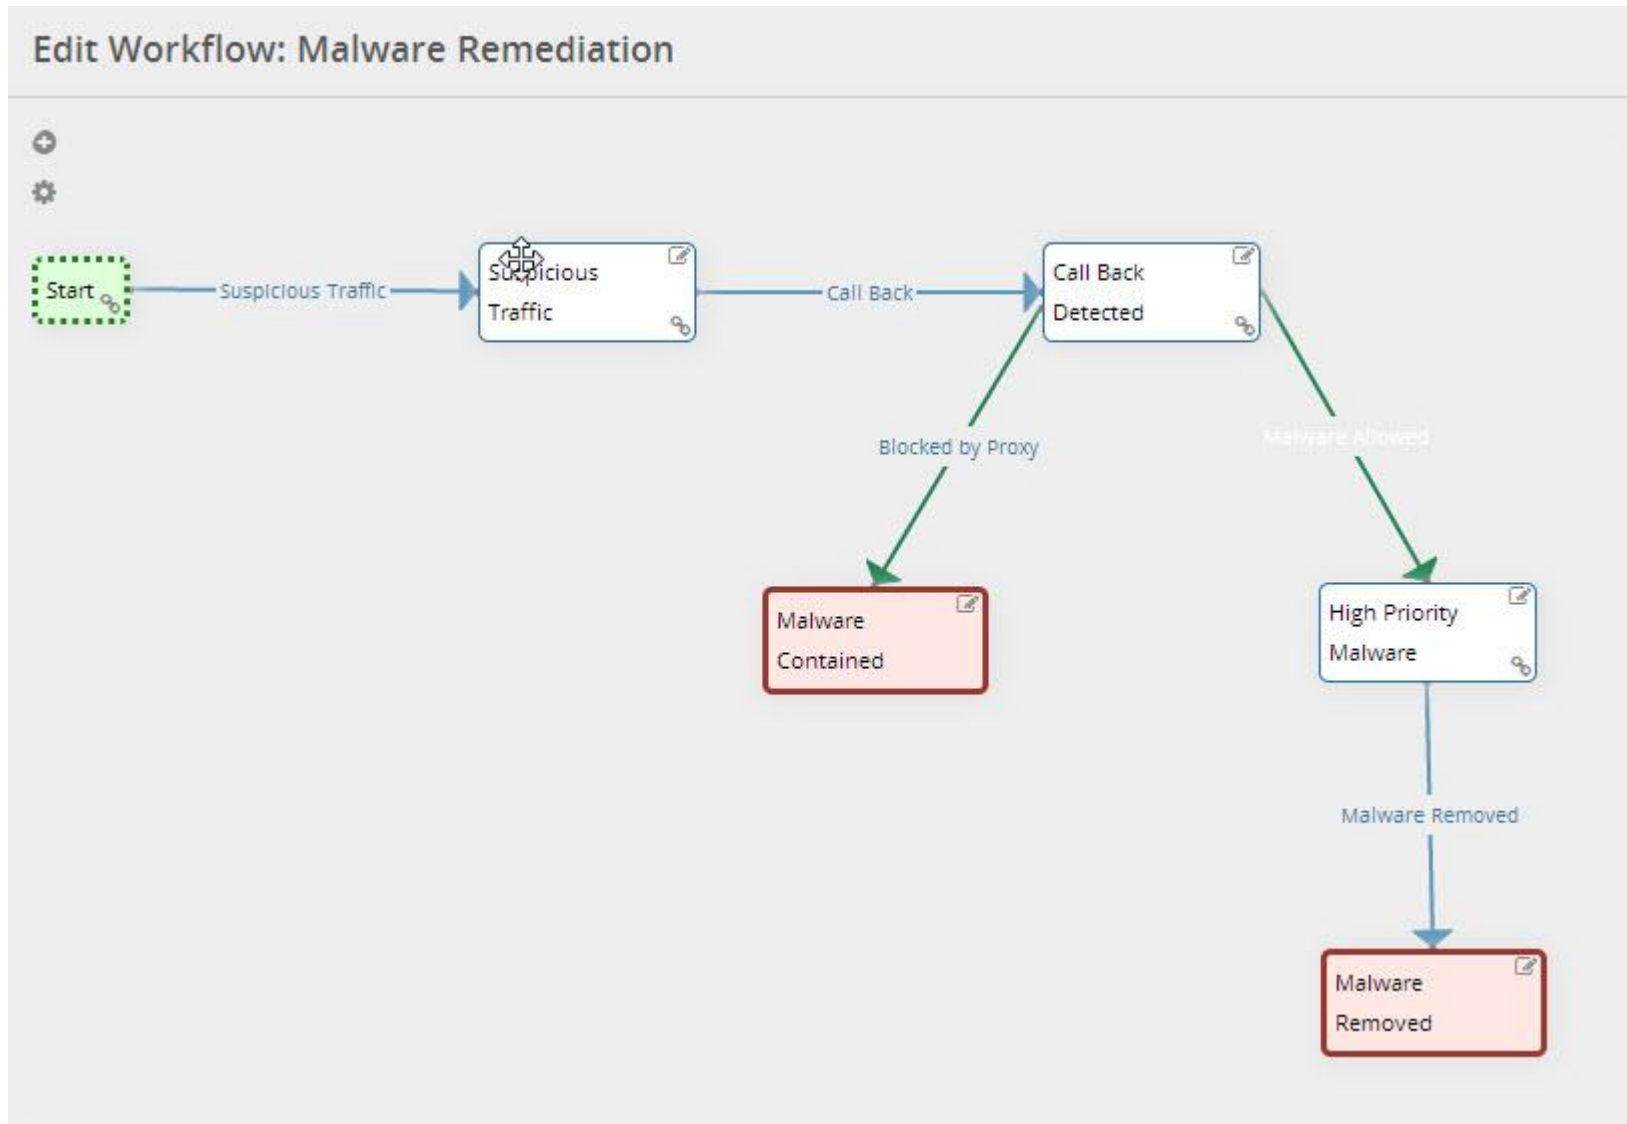 Edit Workflow: Malware Remediation
Start
Suspicious Traffic
Suspicious
Traffic
Call Back
Call Back
Detected
Blocked by Proxy
Malware Allowed
Malware
Contained
High Priority
Malware
Malware Removed
Malware
Removed